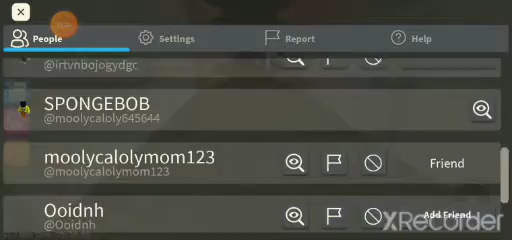 People Settings Report Help
@irtvnbojogydgc
SPONGEBOB
@moolycaloly645644
moolycalolymom123
@moolycalolymom123
Friend
Ooidnh
@Ooidnh
Add Friend
XRecorder